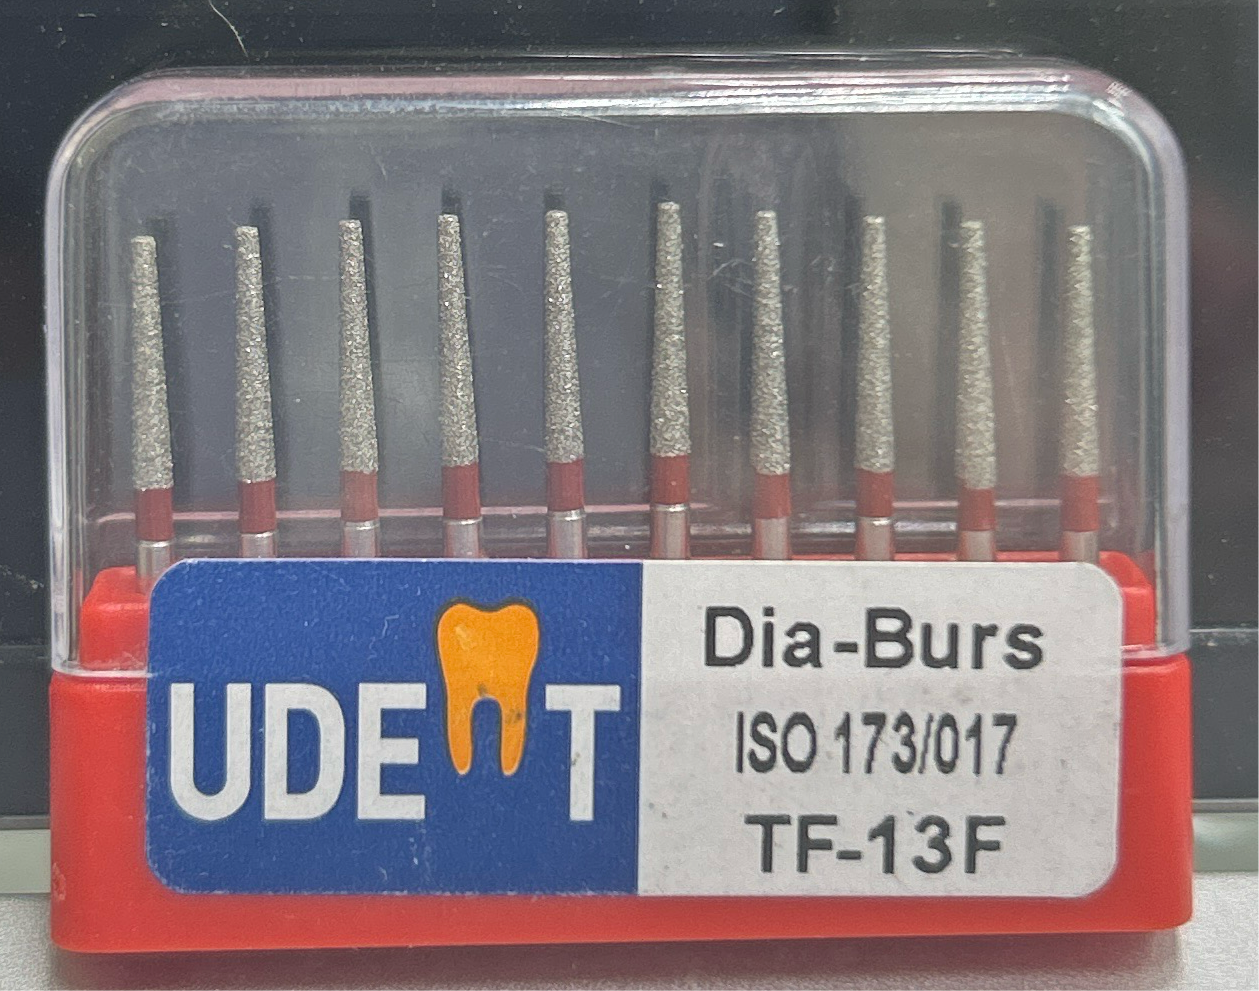 UDENT
Dia-Burs
ISO 173/017
TF-13F